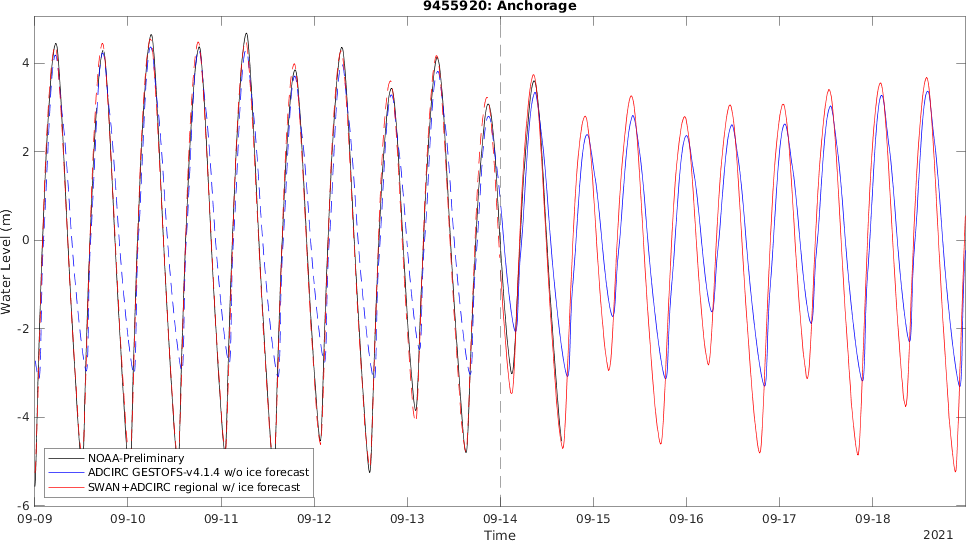 9455920: Anchorage
Water Level (m)
4
2
0
-2
-4
-6
NOAA-Preliminary
ADCIRC GESTOFS-v4.1.4 w/o ice forecast
SWAN+ADCIRC regional w/ ice forecast
09-09 09-10 09-11 09-12 09-13 09-14 09-15 09-16 09-17 09-18
Time
2021